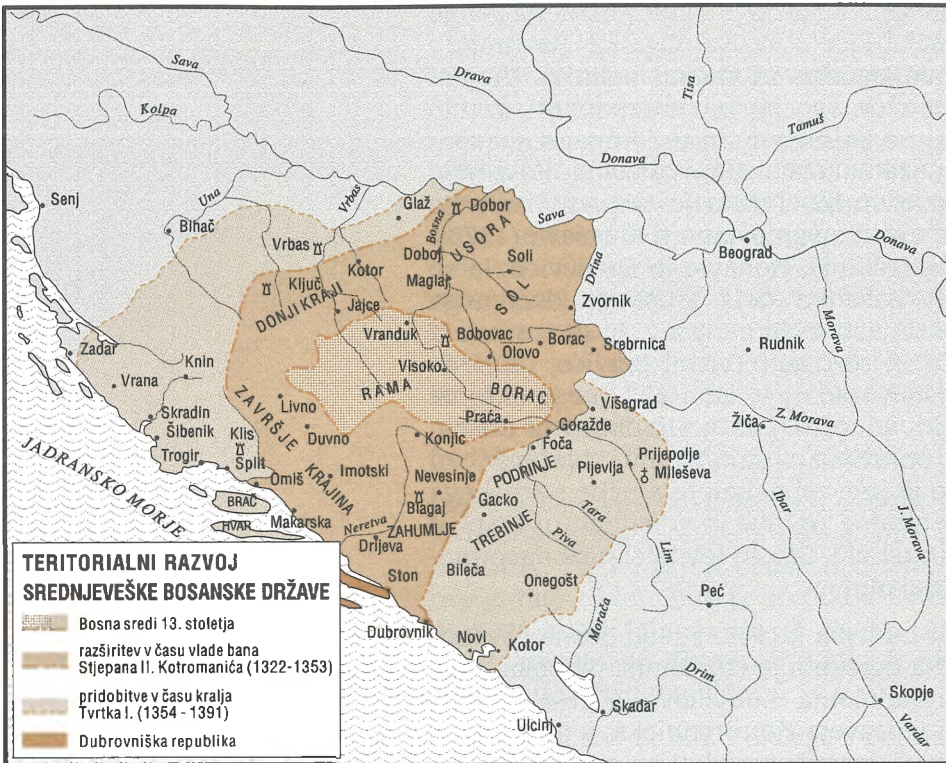 Sava
Drava
Tisa
Kolpa
Tamuš
Donava
Senj
Una
Vrbas
Glaž
Dobor
Sava
Bihač
Bosna
USORA
Beograd
Donava
Vrbas
Doboj
Soli
Kotor
Drina
Ključ
Maglaj
SOL
DONJI KRAJI
Jajce
Zvornik
Vranduk
Bobovac
Morava
Zadar
Borac
Olovo
Srebrnica
Rudnik
Knin
Visoko
Vrana
RAMA
BORAC
Livno
Višegrad
Skradin
ZAVRŠJE
Praća
Žiča
Z. Morava
Šibenik
Klis
Duvno
Konjic
Goražde
Foča
Trogir
Split
Prijepolje
JADRANSKO MORJE
Omiš
Imotski
Nevesinje
PODRINJE
Pljevlja
Mileševa
BRAČ
KRAJINA
Blagaj
Gacko
Ibar
HVAR
Makarska
Neretva
ZAHUMLJE
TREBINJE
Tara
J. Morava
Drijeva
Piva
Lim
Bileča
Ston
Onegošt
Peć
Morača
Dubrovnik
Novi
Kotor
Drim
Skopje
Skadar
Ulcinj
Vardar
TERITORIALNI RAZVOJ
SREDNJEVEŠKE BOSANSKE DRŽAVE
Bosna sredi 13. stoletja
razširitev v času vlade bana
Stjepana II. Kotromanića (1322-1353)
pridobitve v času kralja
Tvrtka I. (1354 - 1391)
Dubrovniška republika